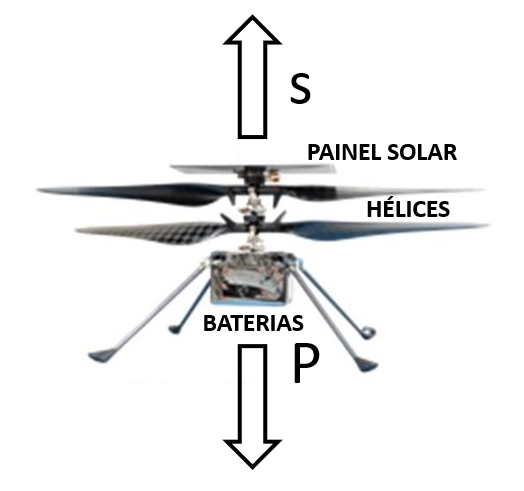 S
PAINEL SOLAR
HÉLICES
BATERIAS
P